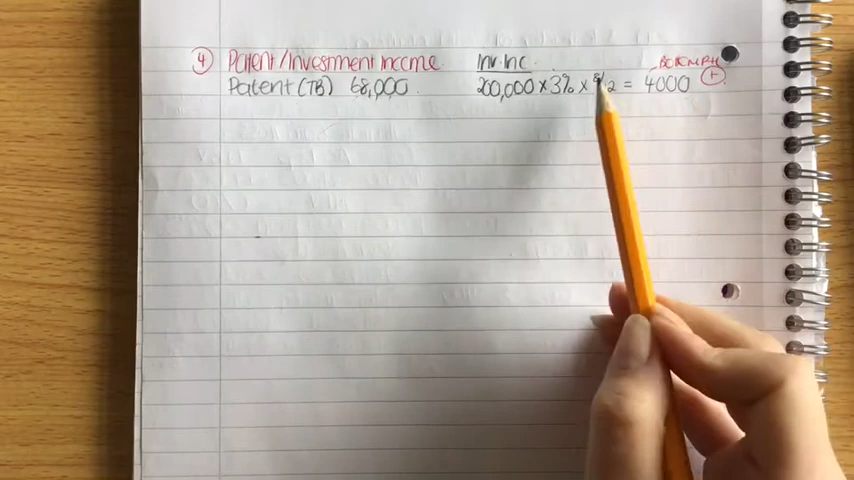 ④ Patent/Investment Income Inv. Inc
Patent (TB) 68,000 200,000 x 3% x 8/12 = 4000 (+)